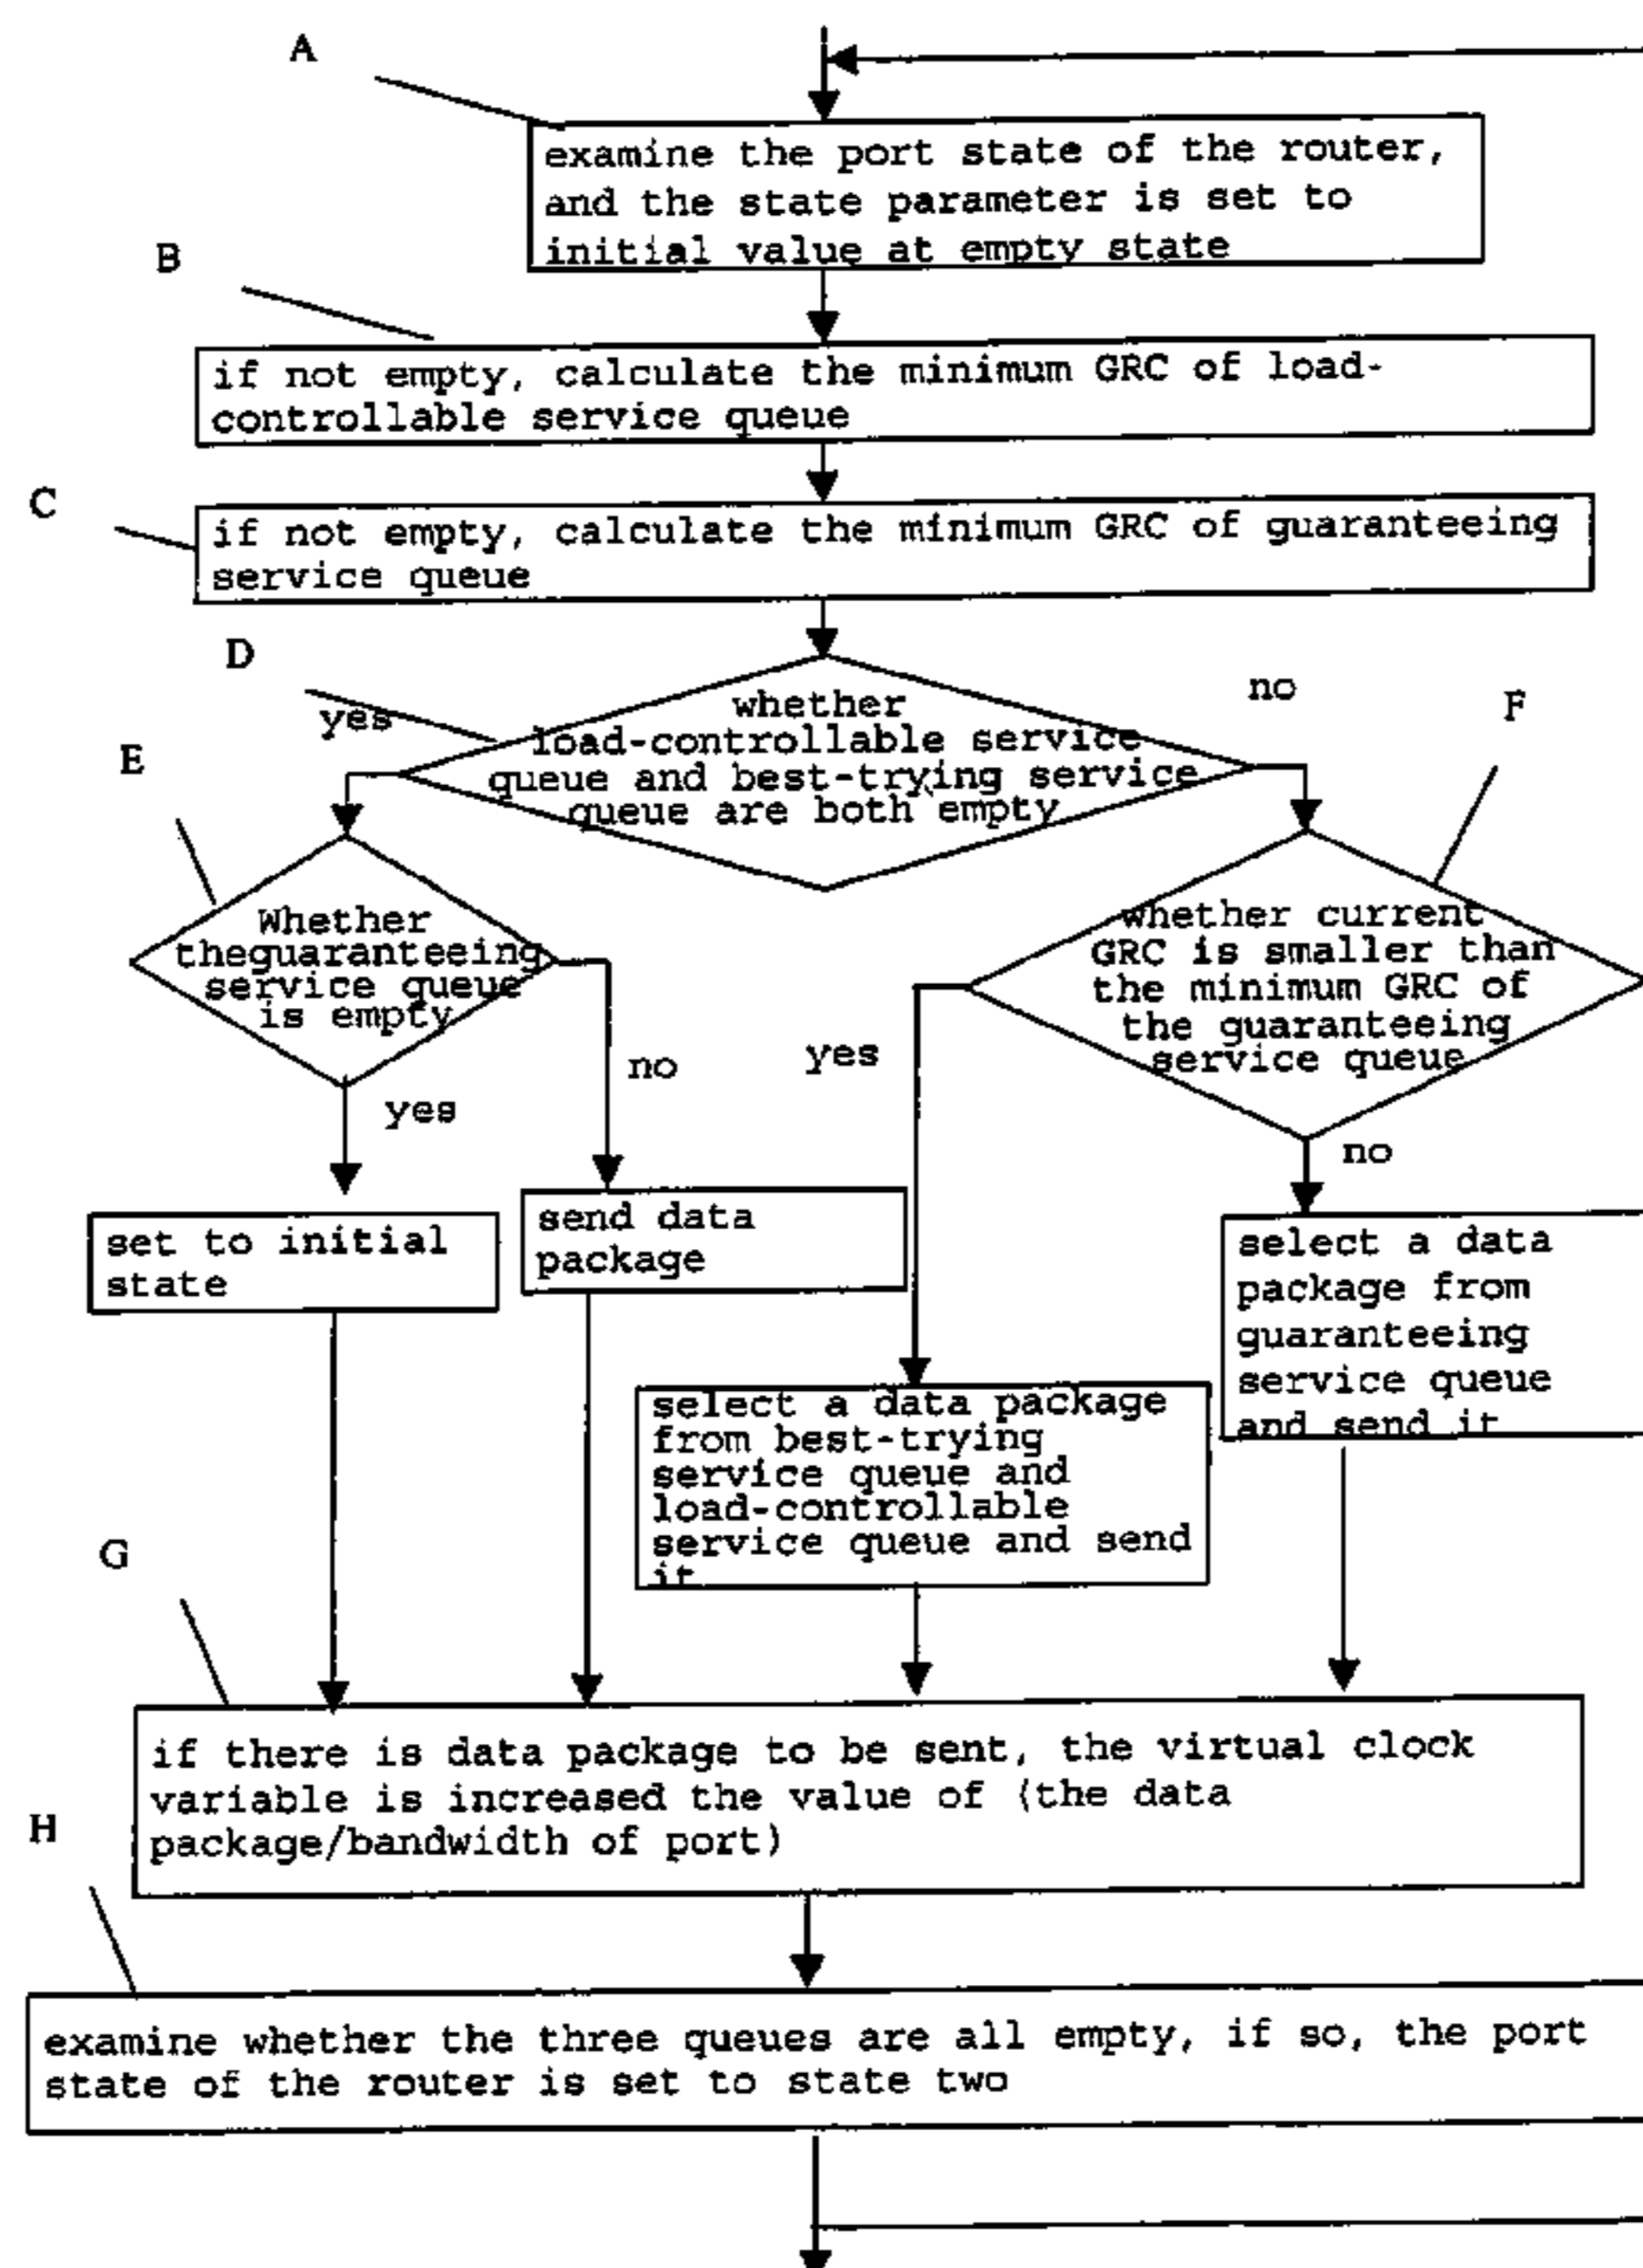 A
examine the port state of the router,
and the state parameter is set to
initial value at empty state
B
if not empty, calculate the minimum GRC of load-
controllable service queue
C
if not empty, calculate the minimum GRC of guaranteeing
service queue
D
yes
whether
load-controllable service
queue and best-trying service
queue are both empty
no
F
E
Whether
theguaranteeing
service queue
is empty
no
yes
whether current
GRC is smaller than
the minimum GRC of
the guaranteeing
service queue
yes
no
set to initial
state
send data
package
select a data package
from best-trying
service queue and
load-controllable
service queue and send
it
select a data
package from
guaranteeing
service queue
and send it
G
if there is data package to be sent, the virtual clock
variable is increased the value of (the data
package/bandwidth of port)
H
examine whether the three queues are all empty, if so, the port
state of the router is set to state two